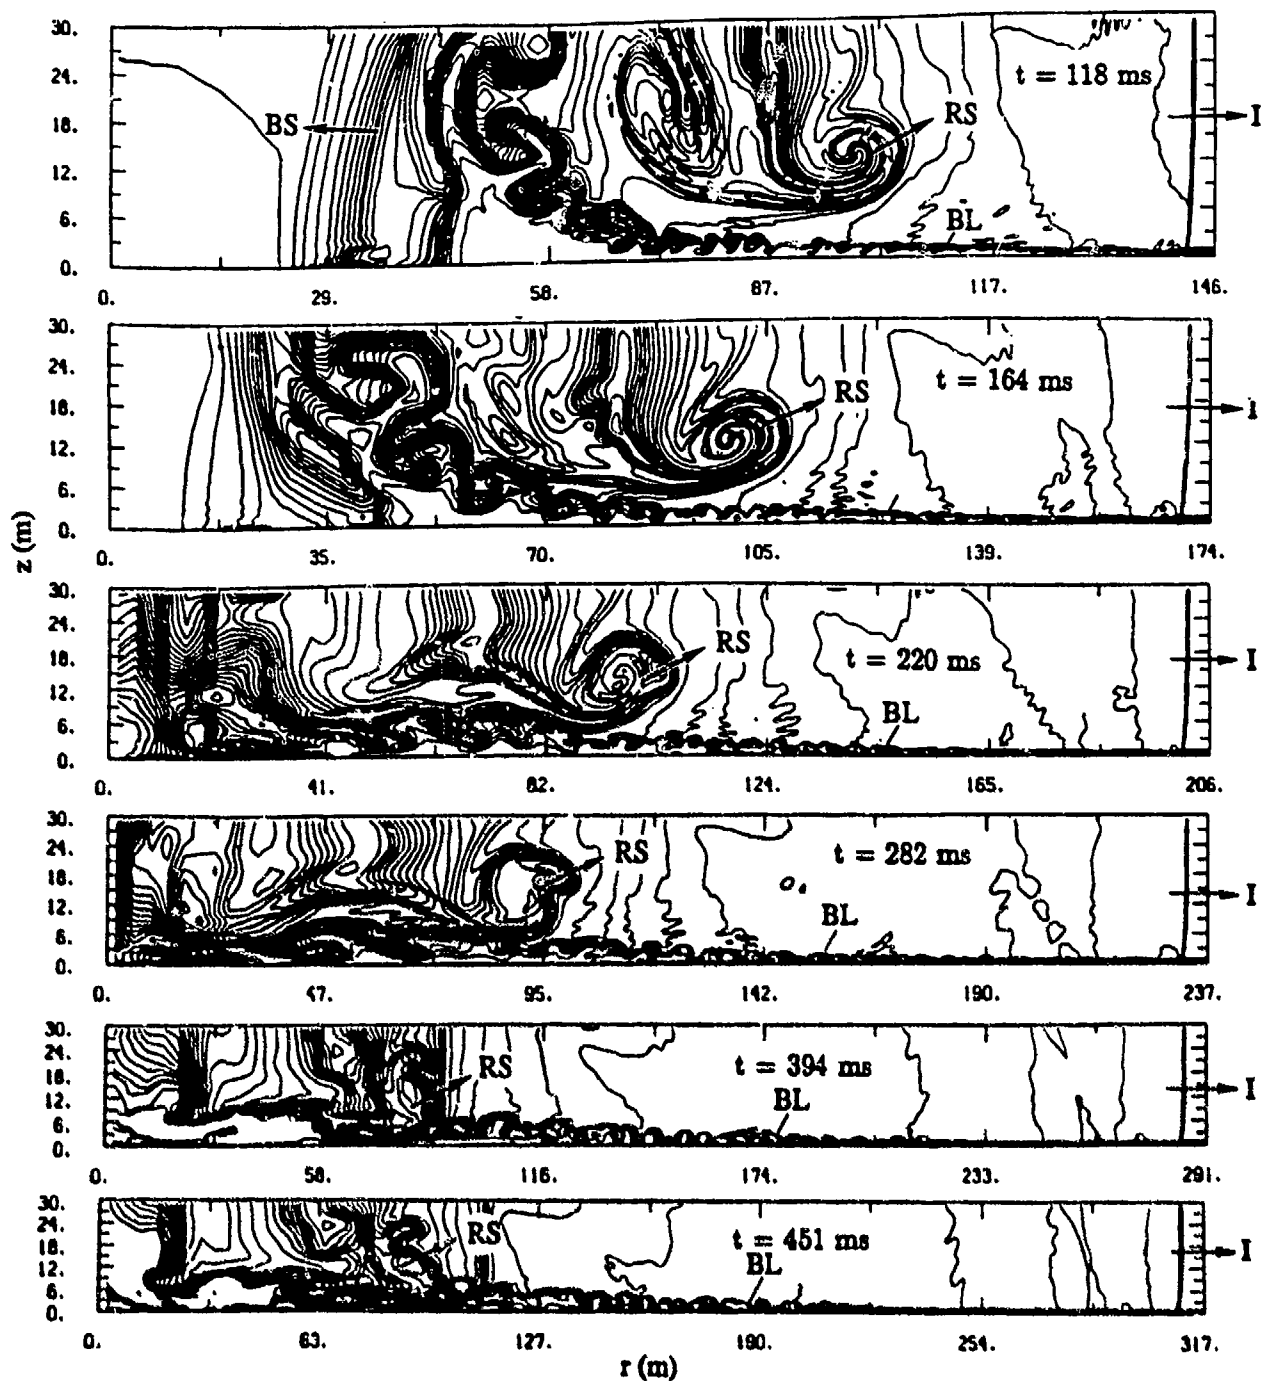 30.
24.
18.
12.
6.
0.
BS
RS
BL
t = 118 ms
I
0. 29. 58. 87. 117. 146.
30.
24.
18.
12.
6.
0.
RS
t = 164 ms
I
0. 35. 70. 105. 139. 174.
z (m)
30.
24.
18.
12.
6.
0.
RS
t = 220 ms
BL
I
0. 41. 82. 124. 165. 206.
30.
24.
18.
12.
6.
0.
RS
t = 282 ms
BL
I
0. 47. 95. 142. 190. 237.
30.
24.
18.
12.
6.
0.
RS
t = 394 ms
BL
I
0. 58. 116. 174. 233. 291.
30.
24.
18.
12.
6.
0.
RS
t = 451 ms
BL
I
0. 63. 127. 190. 254. 317.
r (m)